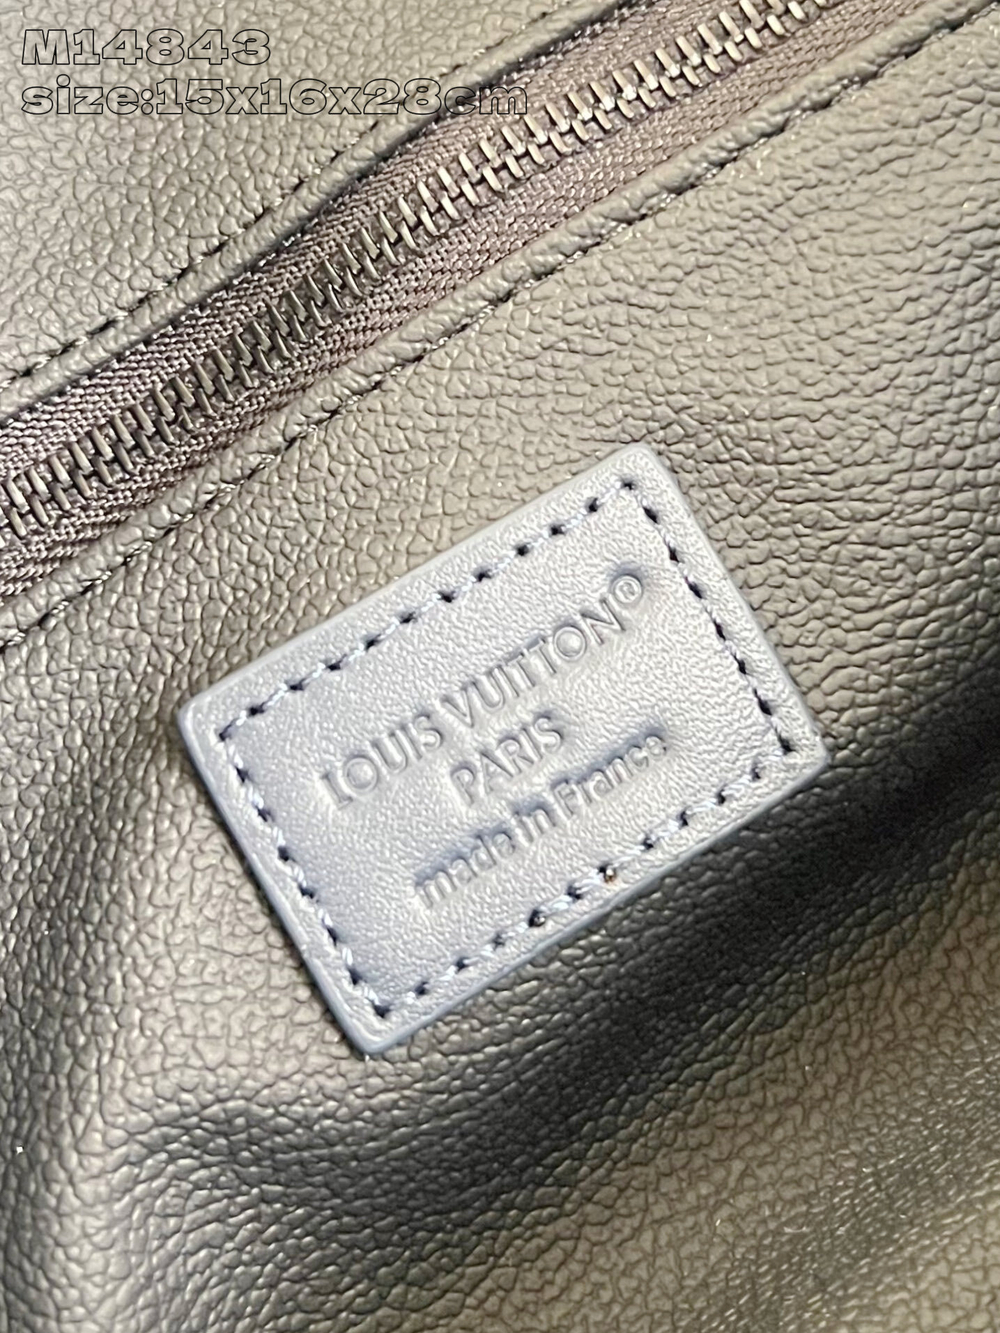 M14843
size:15x16x28cm
LOUIS VUITTON®
PARIS
made in France